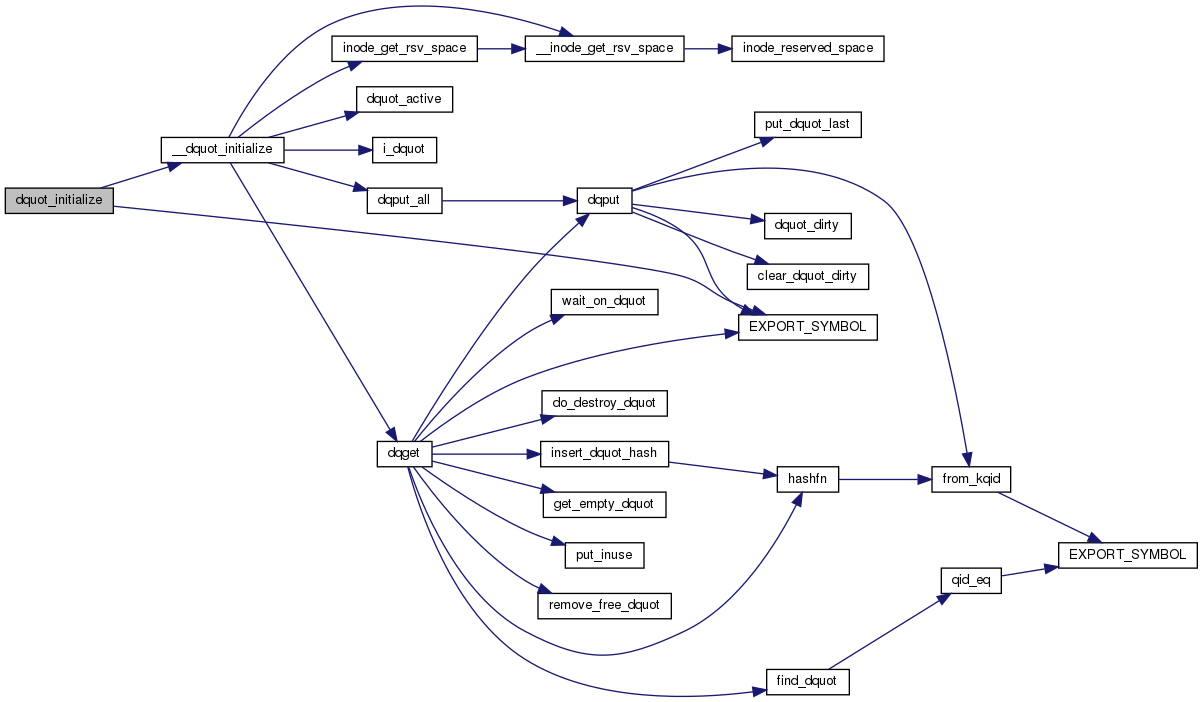 inode_get_rsv_space
__inode_get_rsv_space
inode_reserved_space
dquot_active
put_dquot_last
__dquot_initialize
i_dquot
dquot_initialize
dqput_all
dqput
dquot_dirty
clear_dquot_dirty
wait_on_dquot
EXPORT_SYMBOL
do_destroy_dquot
dqget
insert_dquot_hash
hashfn
from_kqid
get_empty_dquot
put_inuse
EXPORT_SYMBOL
qid_eq
remove_free_dquot
find_dquot